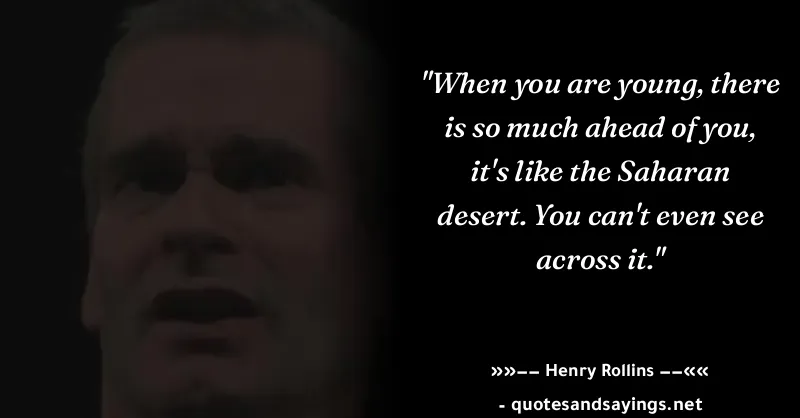 "When you are young, there
is so much ahead of you,
it's like the Saharan
desert. You can't even see
across it."
»»−− Henry Rollins −−««
- quotesandsayings.net